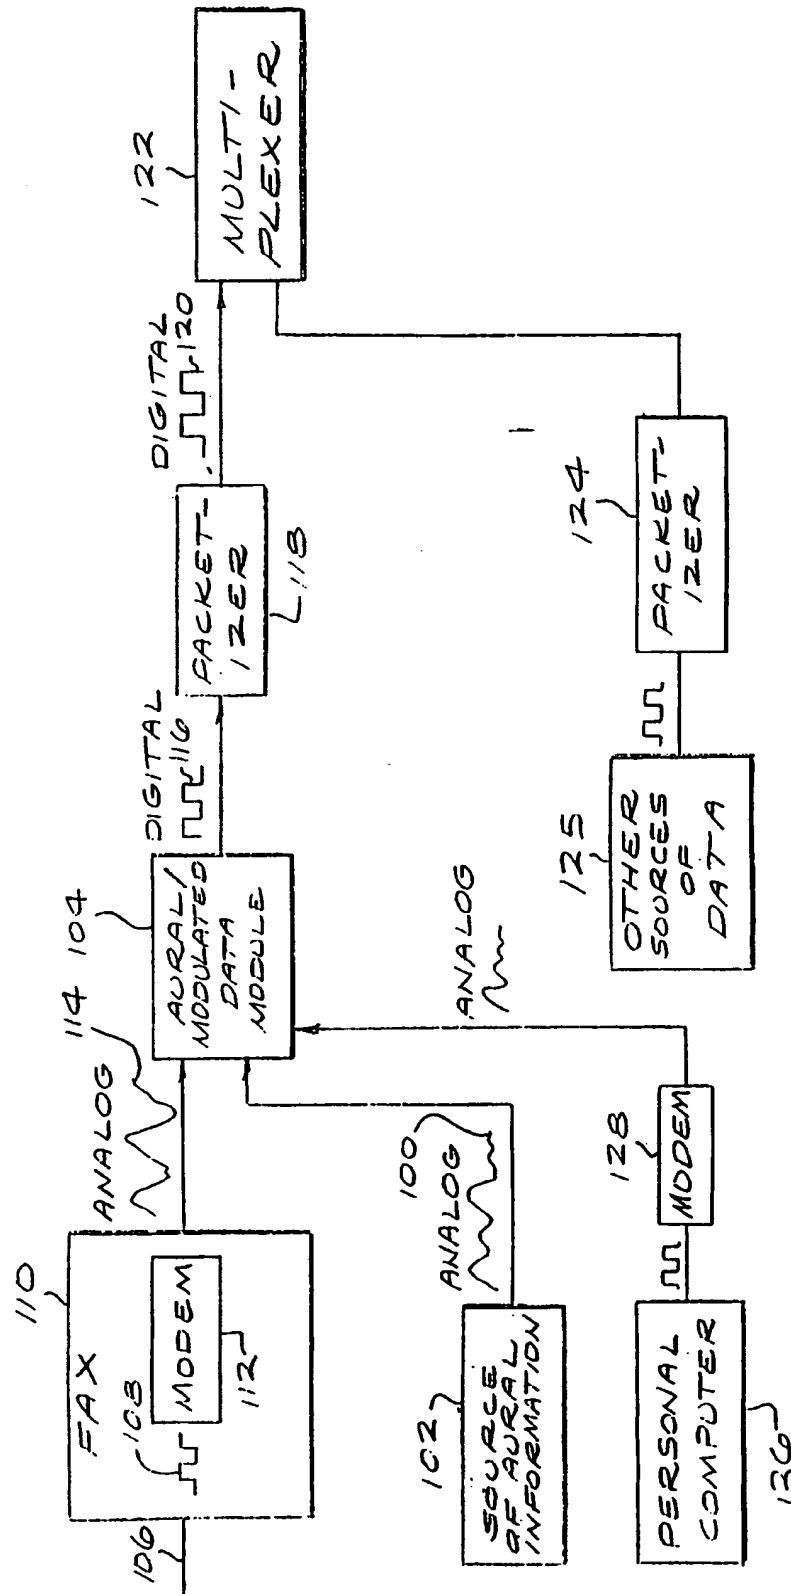 110
FAX
108
MODEM
112
106
ANALOG
114
104
AURAL/
MODULATED
DATA
MODULE
DIGITAL
116
PACKET-
IZER
118
DIGITAL
120
122
MULTI-
PLEXER
102
SOURCE
OF AURAL
INFORMATION
ANALOG
100
PERSONAL
COMPUTER
126
128
MODEM
ANALOG
125
OTHER
SOURCES
OF
DATA
124
PACKET-
IZER